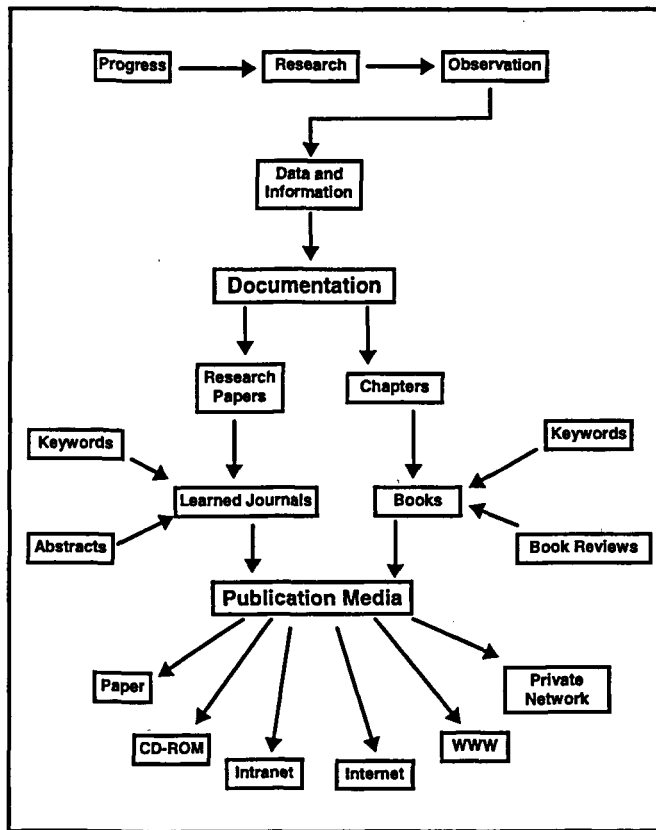 Progress
Research
Observation
Data and
Information
Documentation
Research
Papers
Chapters
Keywords
Keywords
Learned Journals
Books
Abstracts
Book Reviews
Publication Media
Paper
Private
Network
CD-ROM
WWW
Intranet
Internet